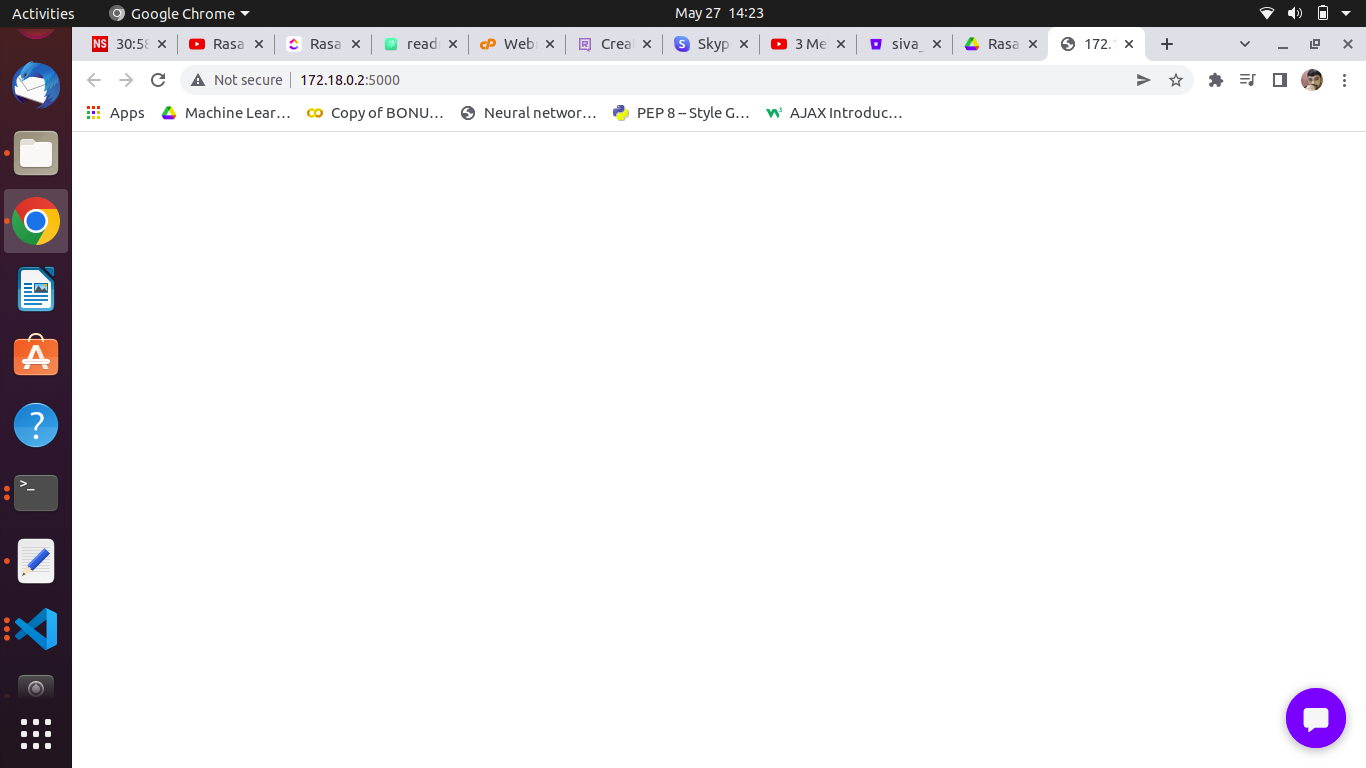 Activities Google Chrome May 27 14:23
NS 30:58 Rasa Rasa read Web Crea Skyp 3 Me siva_ Rasa 172.
Not secure 172.18.0.2:5000
Apps Machine Lear… Copy of BONU… Neural networ… PEP 8 – Style G… AJAX Introduc…
>_